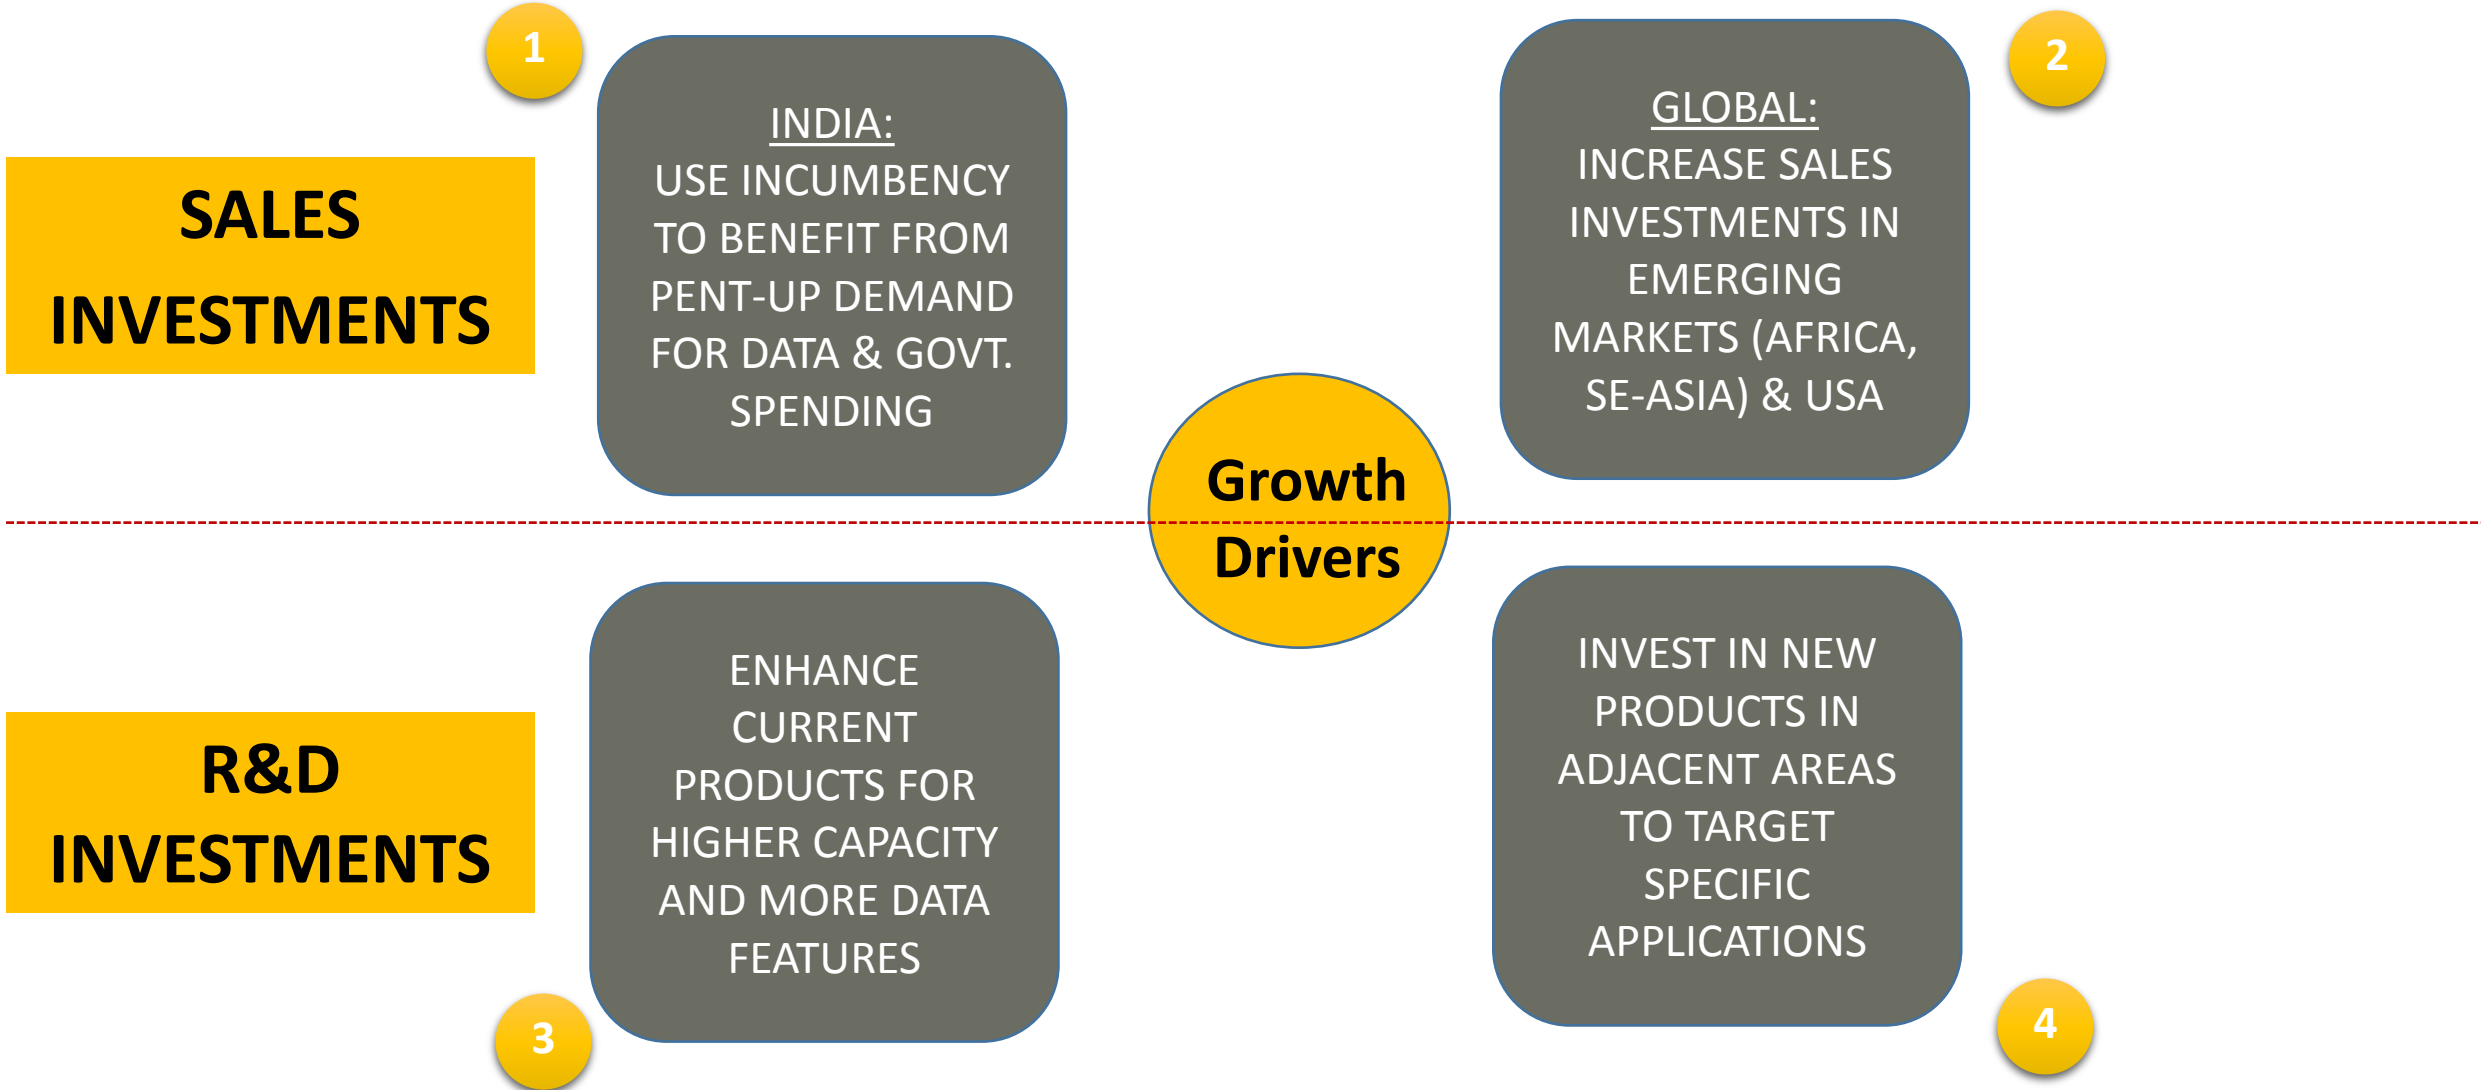 1
INDIA:
USE INCUMBENCY
TO BENEFIT FROM
PENT-UP DEMAND
FOR DATA & GOVT.
SPENDING
2
GLOBAL:
INCREASE SALES
INVESTMENTS IN
EMERGING
MARKETS (AFRICA,
SE-ASIA) & USA
SALES
INVESTMENTS
Growth
Drivers
R&D
INVESTMENTS
ENHANCE
CURRENT
PRODUCTS FOR
HIGHER CAPACITY
AND MORE DATA
FEATURES
3
INVEST IN NEW
PRODUCTS IN
ADJACENT AREAS
TO TARGET
SPECIFIC
APPLICATIONS
4